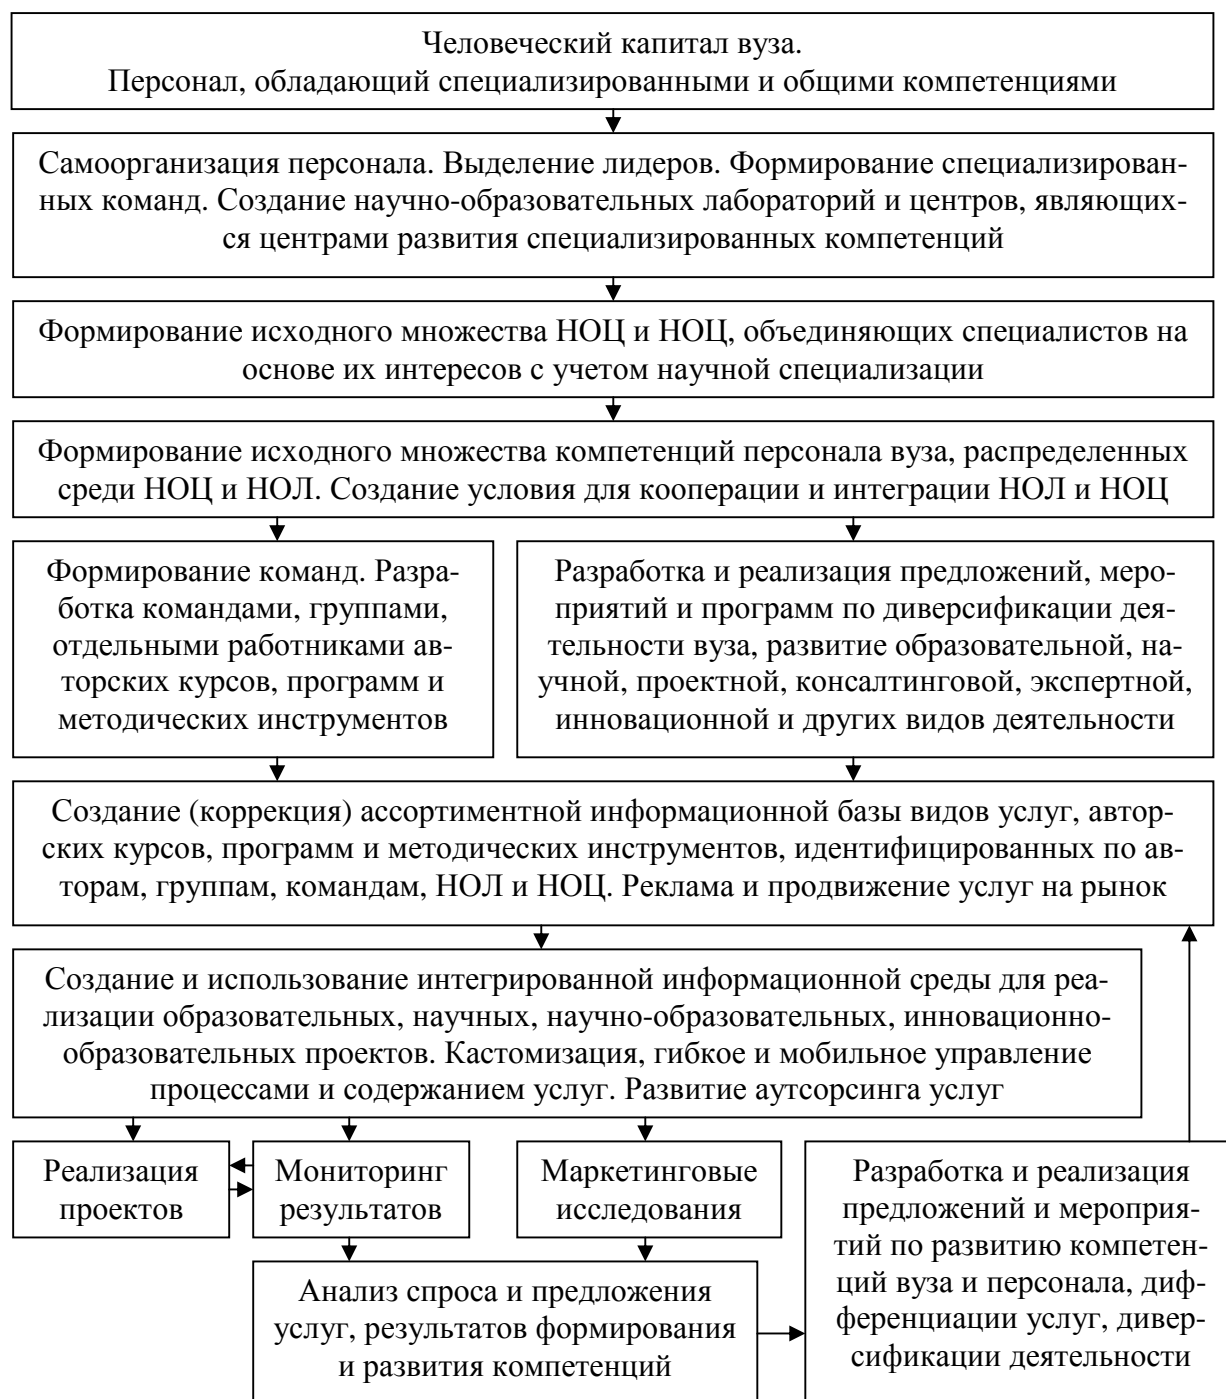 Человеческий капитал вуза.
Персонал, обладающий специализированными и общими компетенциями
Самоорганизация персонала. Выделение лидеров. Формирование специализирован-
ных команд. Создание научно-образовательных лабораторий и центров, являющих-
ся центрами развития специализированных компетенций
Формирование исходного множества НОЦ и НОЦ, объединяющих специалистов на
основе их интересов с учетом научной специализации
Формирование исходного множества компетенций персонала вуза, распределенных
среди НОЦ и НОЛ. Создание условия для кооперации и интеграции НОЛ и НОЦ
Формирование команд. Разра-
ботка командами, группами,
отдельными работниками ав-
торских курсов, программ и
методических инструментов
Разработка и реализация предложений, меро-
приятий и программ по диверсификации дея-
тельности вуза, развитие образовательной, на-
учной, проектной, консалтинговой, экспертной,
инновационной и других видов деятельности
Создание (коррекция) ассортиментной информационной базы видов услуг, автор-
ских курсов, программ и методических инструментов, идентифицированных по ав-
торам, группам, командам, НОЛ и НОЦ. Реклама и продвижение услуг на рынок
Создание и использование интегрированной информационной среды для реа-
лизации образовательных, научных, научно-образовательных, инновационно-
образовательных проектов. Кастомизация, гибкое и мобильное управление
процессами и содержанием услуг. Развитие аутсорсинга услуг
Реализация
проектов
Мониторинг
результатов
Маркетинговые
исследования
Разработка и реализация
предложений и мероприя-
тий по развитию компетен-
ций вуза и персонала, диф-
ференциации услуг, дивер-
сификации деятельности
Анализ спроса и предложения
услуг, результатов формирования
и развития компетенций